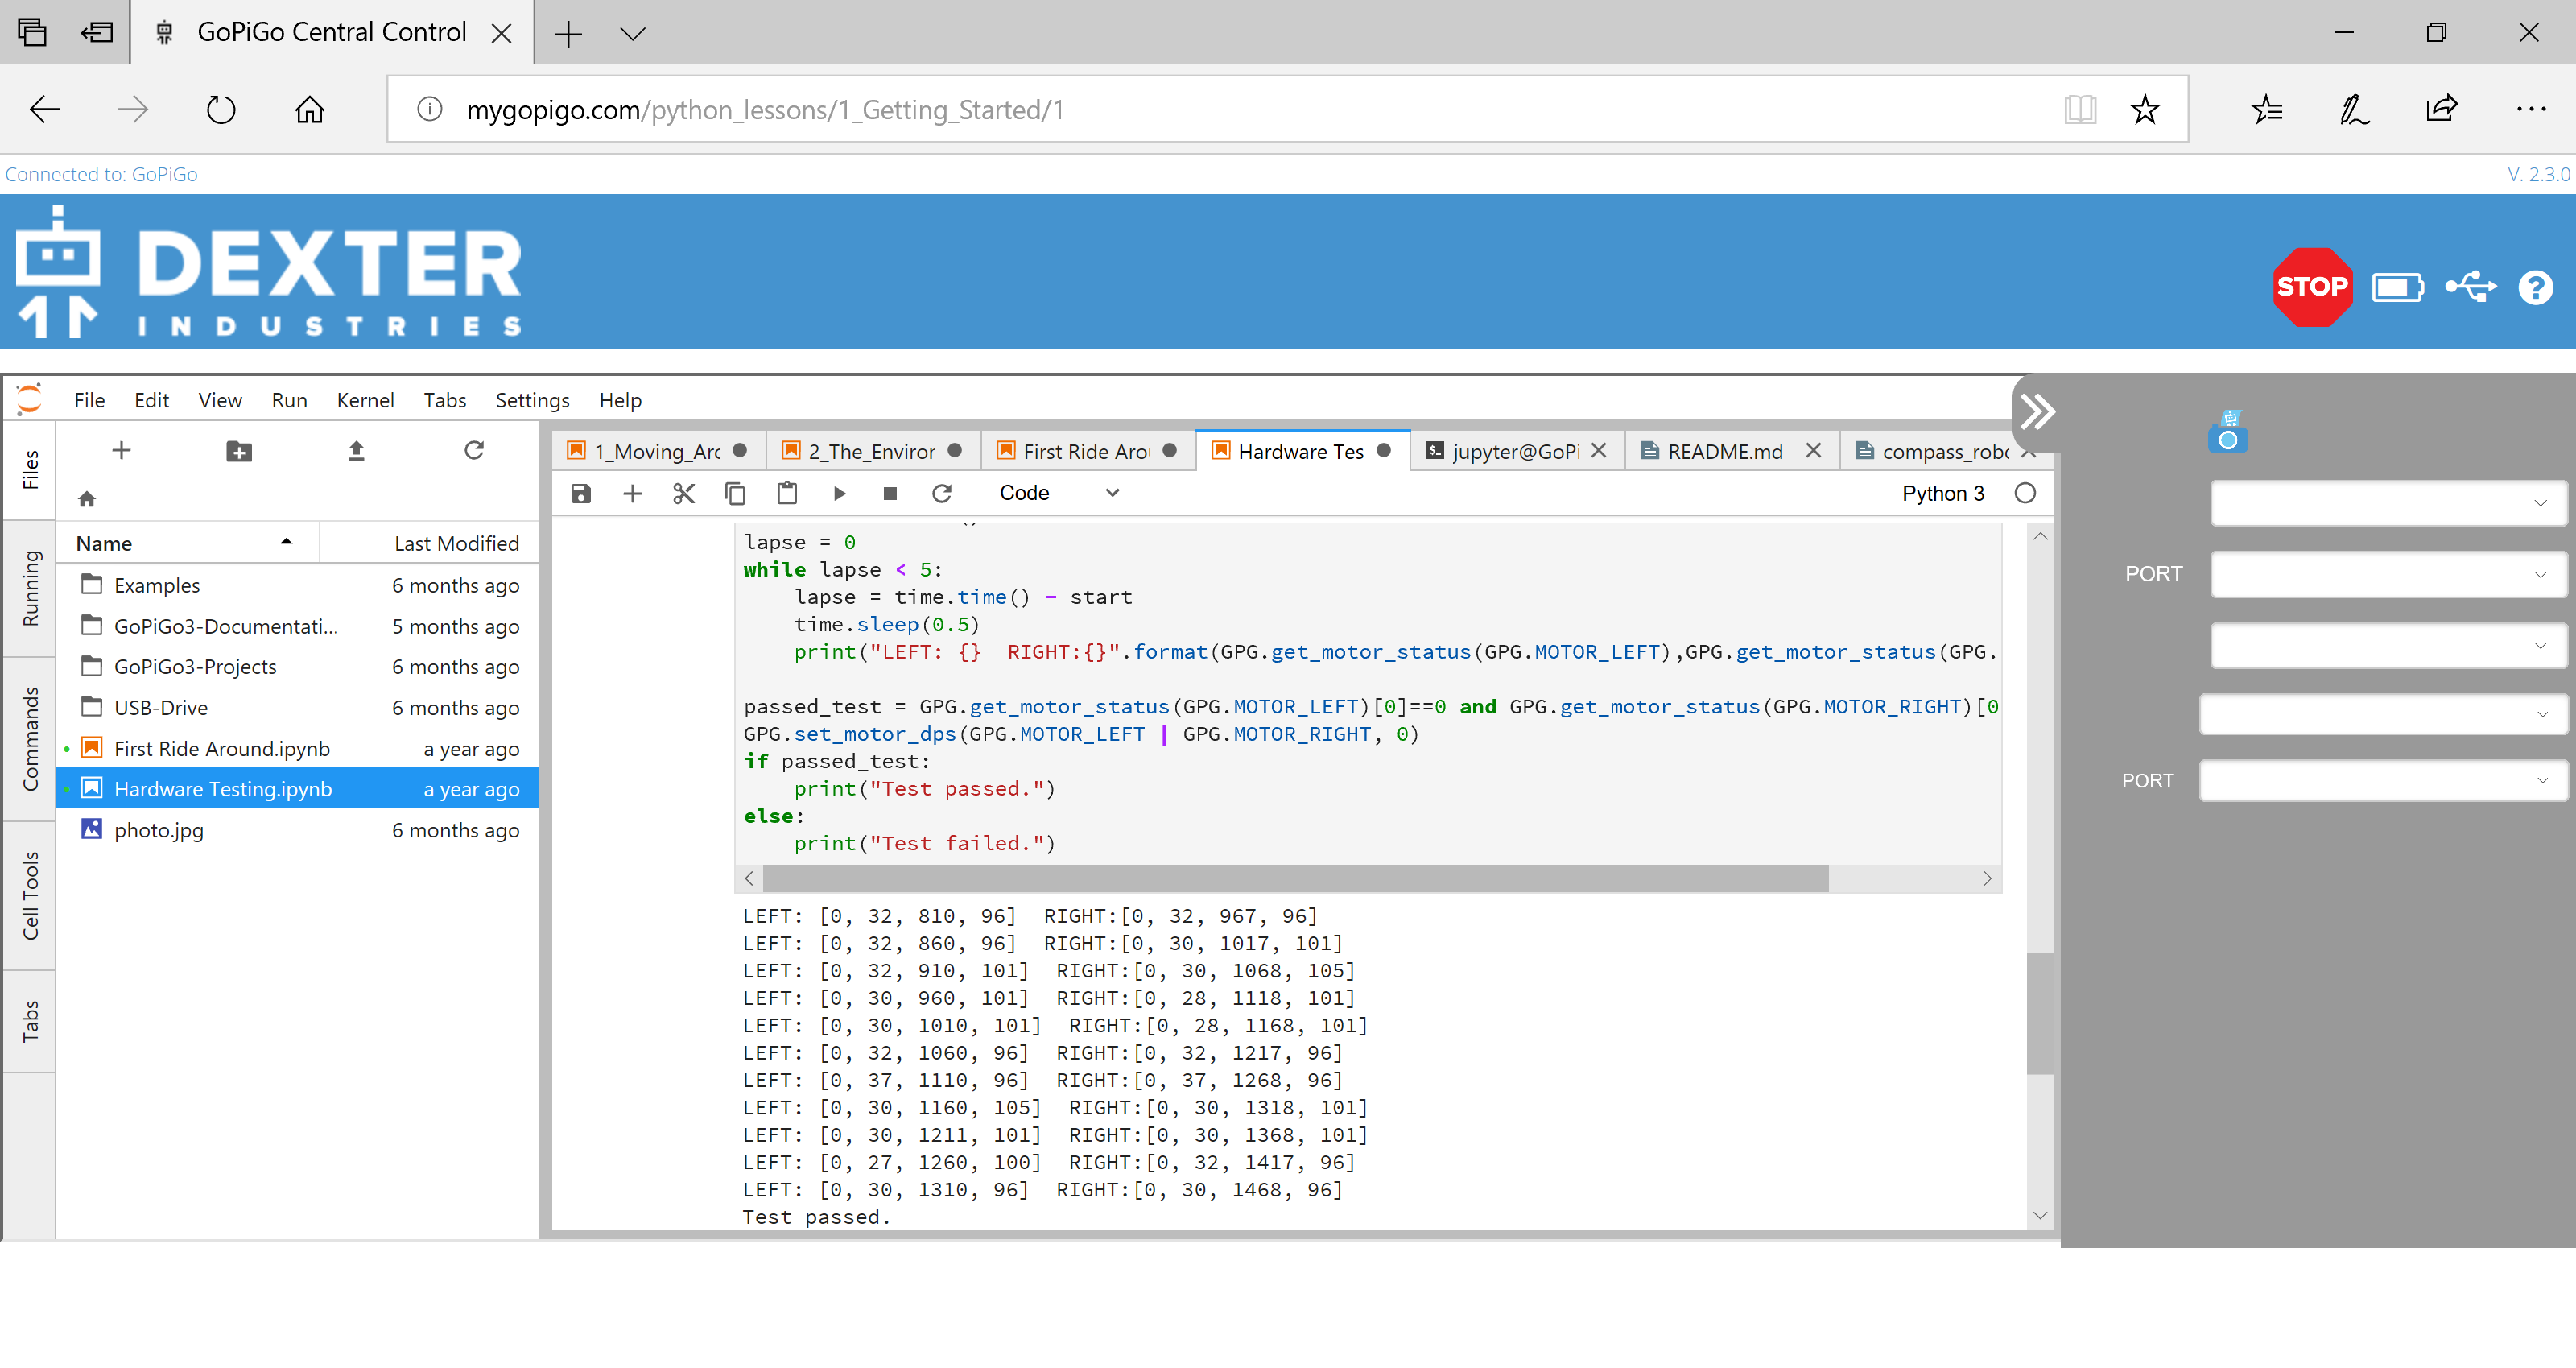 GoPiGo Central Control
mygopigo.com/python_lessons/1_Getting_Started/1
Connected to: GoPiGo
V. 2.3.0
DEXTER
INDUSTRIES
STOP
?
File Edit View Run Kernel Tabs Settings Help
Files
Running
Commands
Cell Tools
Tabs
Name Last Modified
Examples 6 months ago
GoPiGo3-Documentati... 5 months ago
GoPiGo3-Projects 6 months ago
USB-Drive 6 months ago
First Ride Around.ipynb a year ago
Hardware Testing.ipynb a year ago
photo.jpg 6 months ago
1_Moving_Arc 2_The_Enviror First Ride Aro Hardware Tes jupyter@GoPi README.md compass_robo
Code Python 3
lapse = 0
while lapse < 5:
    lapse = time.time() - start
    time.sleep(0.5)
    print("LEFT: {}  RIGHT:{}".format(GPG.get_motor_status(GPG.MOTOR_LEFT),GPG.get_motor_status(GPG.
passed_test = GPG.get_motor_status(GPG.MOTOR_LEFT)[0]==0 and GPG.get_motor_status(GPG.MOTOR_RIGHT)[0
GPG.set_motor_dps(GPG.MOTOR_LEFT | GPG.MOTOR_RIGHT, 0)
if passed_test:
    print("Test passed.")
else:
    print("Test failed.")
LEFT: [0, 32, 810, 96]  RIGHT:[0, 32, 967, 96]
LEFT: [0, 32, 860, 96]  RIGHT:[0, 30, 1017, 101]
LEFT: [0, 32, 910, 101]  RIGHT:[0, 30, 1068, 105]
LEFT: [0, 30, 960, 101]  RIGHT:[0, 28, 1118, 101]
LEFT: [0, 30, 1010, 101]  RIGHT:[0, 28, 1168, 101]
LEFT: [0, 32, 1060, 96]  RIGHT:[0, 32, 1217, 96]
LEFT: [0, 37, 1110, 96]  RIGHT:[0, 37, 1268, 96]
LEFT: [0, 30, 1160, 105]  RIGHT:[0, 30, 1318, 101]
LEFT: [0, 30, 1211, 101]  RIGHT:[0, 30, 1368, 101]
LEFT: [0, 27, 1260, 100]  RIGHT:[0, 32, 1417, 96]
LEFT: [0, 30, 1310, 96]  RIGHT:[0, 30, 1468, 96]
Test passed.
PORT
PORT